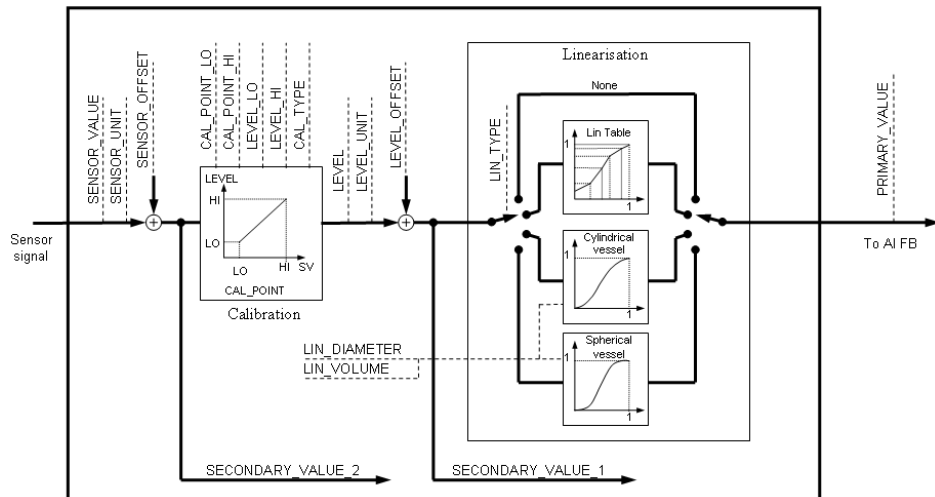 Linearisation
None
SENSOR_VALUE
SENSOR_UNIT
SENSOR_OFFSET
CAL_POINT_LO
CAL_POINT_HI
LEVEL_LO
LEVEL_HI
CAL_TYPE
LEVEL
LEVEL_UNIT
LEVEL_OFFSET
LIN_TYPE
PRIMARY_VALUE
Lin Table
1
1
LEVEL
HI
LO
LO
HI
SV
CAL_POINT
Calibration
Sensor
signal
+
+
To AI FB
Cylindrical
vessel
1
1
LIN_DIAMETER
LIN_VOLUME
Spherical
vessel
1
1
SECONDARY_VALUE_2
SECONDARY_VALUE_1